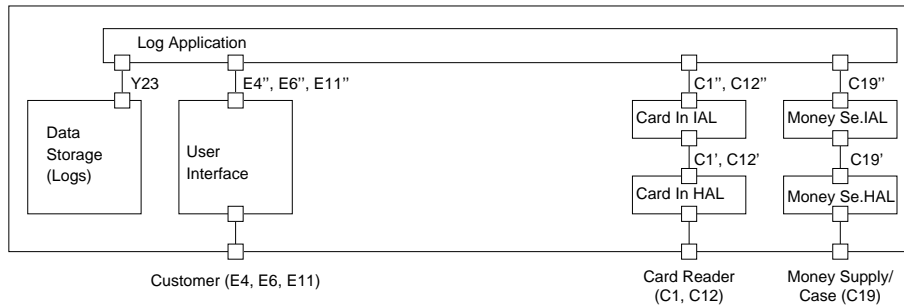 Log Application
Y23
E4’’, E6’’, E11’’
C1’’, C12’’
C19’’
Data
Storage
(Logs)
User
Interface
Card In IAL
Money Se.IAL
C1’, C12’
C19’
Card In HAL
Money Se.HAL
Customer (E4, E6, E11)
Card Reader
(C1, C12)
Money Supply/
Case (C19)